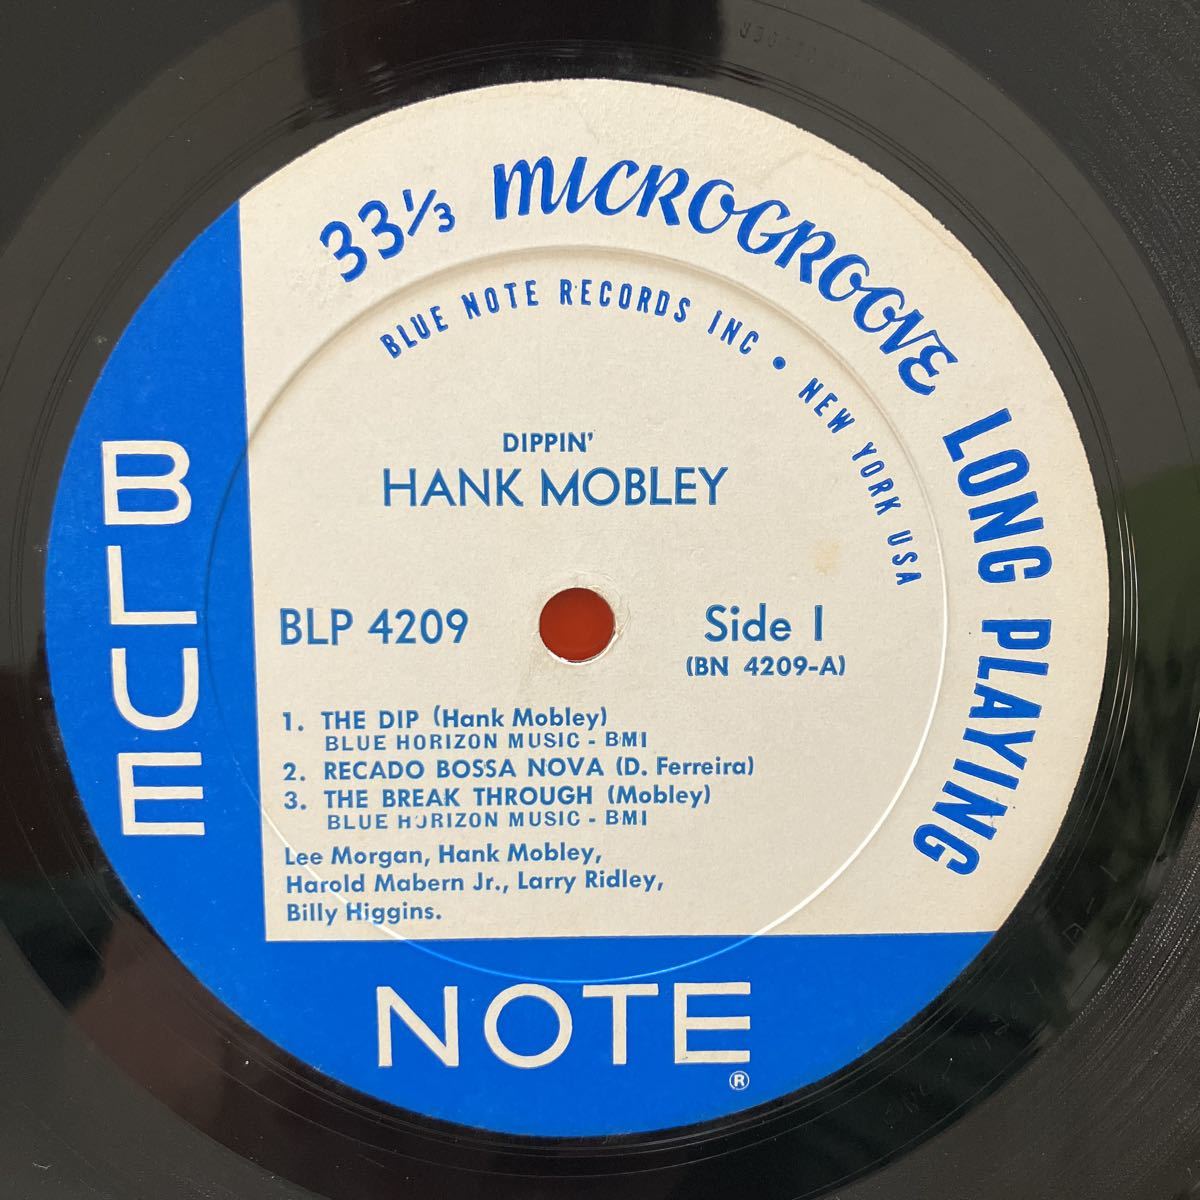 33⅓ MICROGROOVE LONG PLAYING
BLUE NOTE RECORDS INC • NEW YORK USA
DIPPIN'
HANK MOBLEY
BLP 4209
Side 1
(BN 4209-A)
1. THE DIP (Hank Mobley)
BLUE HORIZON MUSIC - BMI
2. RECADO BOSSA NOVA (D. Ferreira)
3. THE BREAK THROUGH (Mobley)
BLUE HORIZON MUSIC - BMI
Lee Morgan, Hank Mobley,
Harold Mabern Jr., Larry Ridley,
Billy Higgins.
BLUE
NOTE
®